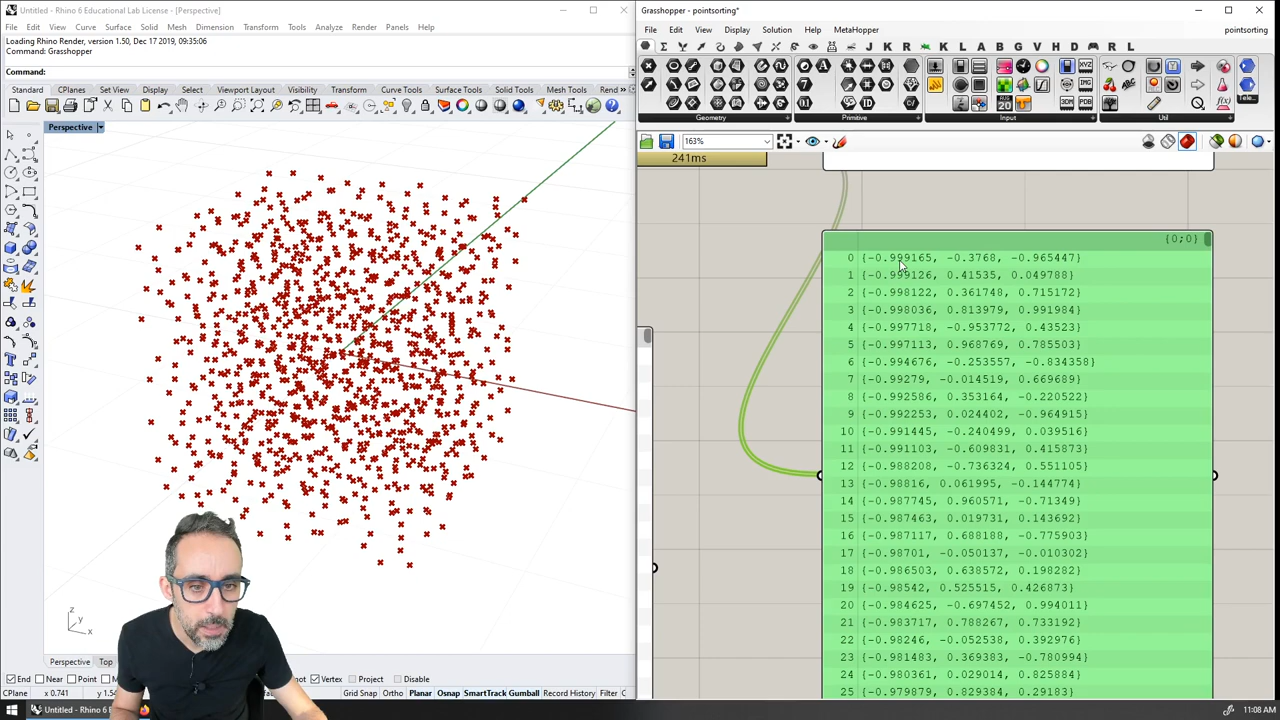 Untitled - Rhino 6 Educational Lab License - [Perspective]
File Edit View Curve Surface Solid Mesh Dimension Transform Tools Analyze Render Panels Help
Loading Rhino Render, version 1.50, Dec 17 2019, 09:35:06
Command: Grasshopper
Command:
Standard CPlanes Set View Display Select Viewport Layout Visibility Transform Curve Tools Surface Tools Solid Tools Mesh Tools Rend
Perspective
z
y
x
Perspective Top
End Near Point Vertex Project Disable
CPlane x 0.741 Grid Snap Ortho Planar Osnap SmartTrack Gumball Record History F
Grasshopper - pointsorting*
File Edit View Display Solution Help MetaHopper pointsorting
J K R K L A B G V H D R L
Geometry Primitive Input Util
163%
241ms
{0;0}
0 {-0.999165, -0.3768, -0.965447}
1 {-0.999126, 0.41535, 0.049788}
2 {-0.998122, 0.361748, 0.715172}
3 {-0.998036, 0.813979, 0.991984}
4 {-0.997718, -0.953772, 0.43523}
5 {-0.997113, 0.968769, 0.785503}
6 {-0.994676, -0.253557, -0.834358}
7 {-0.99279, -0.014519, 0.669689}
8 {-0.992586, 0.353164, -0.220522}
9 {-0.992253, 0.024402, -0.964915}
10 {-0.991445, -0.240499, 0.039516}
11 {-0.991103, -0.609831, 0.415873}
12 {-0.988208, -0.736324, 0.551105}
13 {-0.98816, 0.061995, -0.144774}
14 {-0.987745, 0.960571, -0.71349}
15 {-0.987463, 0.019731, 0.143692}
16 {-0.987117, 0.688188, -0.775903}
17 {-0.98701, -0.050137, -0.010302}
18 {-0.986503, 0.638572, 0.198282}
19 {-0.98542, 0.525515, 0.426873}
20 {-0.984625, -0.697452, 0.994011}
21 {-0.983717, 0.788267, 0.733192}
22 {-0.98246, -0.052538, 0.392976}
23 {-0.981483, 0.369383, -0.780994}
24 {-0.980361, 0.029014, 0.825884}
25 {-0.979879, 0.829384, 0.29183}
Untitled - Rhino 6 E 11:08 AM